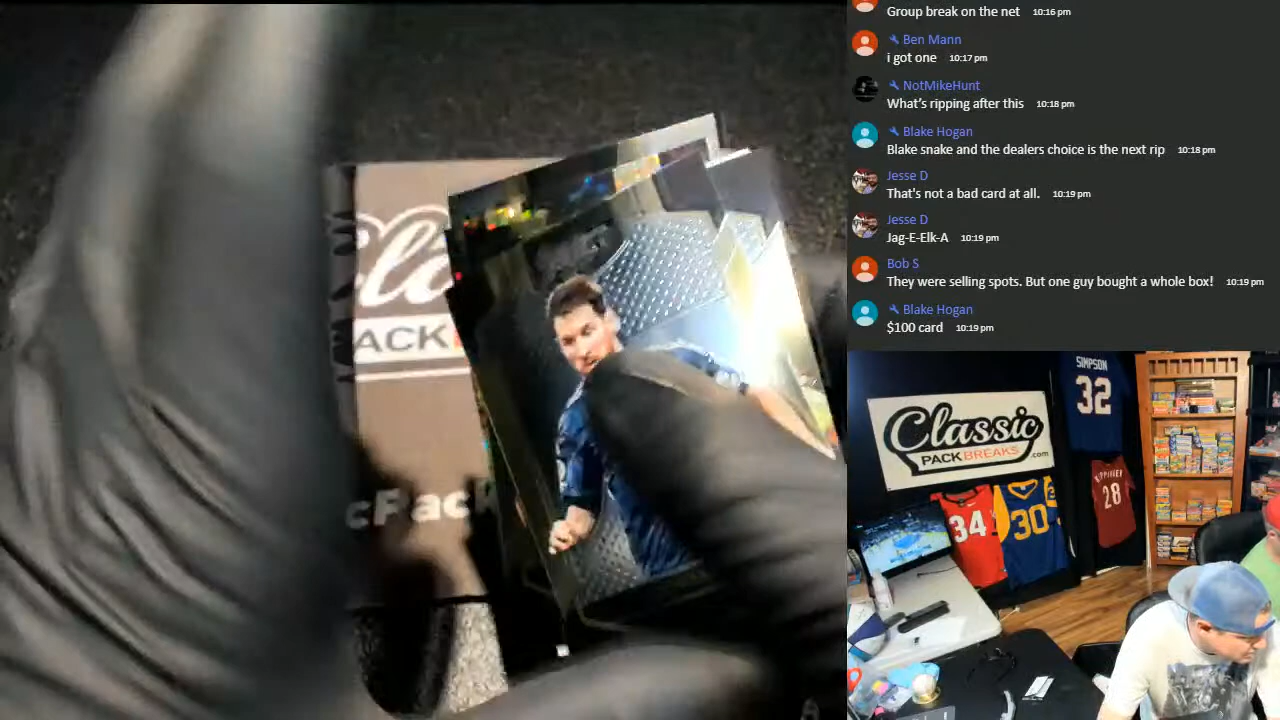 Group break on the net 10:16 pm
Ben Mann
i got one 10:17 pm
NotMikeHunt
What's ripping after this 10:18 pm
Blake Hogan
Blake snake and the dealers choice is the next rip 10:18 pm
Jesse D
That's not a bad card at all. 10:19 pm
Jesse D
Jag-E-Elk-A 10:19 pm
Bob S
They were selling spots. But one guy bought a whole box! 10:19 pm
Blake Hogan
$100 card 10:19 pm
SIMPSON
32
Classic
PACKBREAKS.com
34
30
28